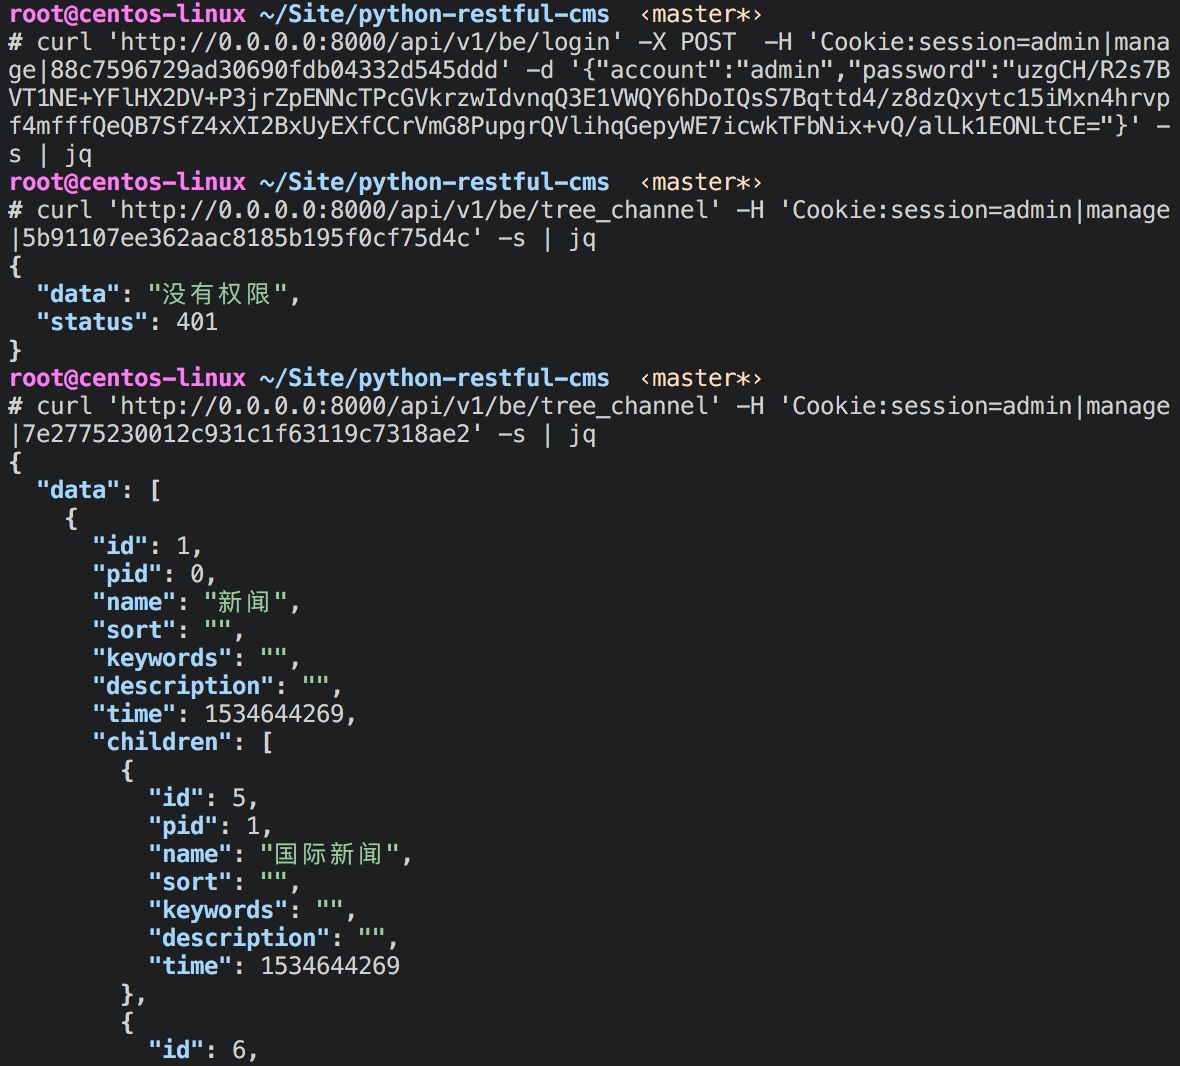 root@centos-linux ~/Site/python-restful-cms  ‹master*›
# curl 'http://0.0.0.0:8000/api/v1/be/login' -X POST  -H 'Cookie:session=admin|mana
ge|88c7596729ad30690fdb04332d545ddd' -d '{"account":"admin","password":"uzgCH/R2s7B
VT1NE+YFlHX2DV+P3jrZpENNcTPcGVkrzwIdvnqQ3E1VWQY6hDoIQsS7Bqttd4/z8dzQxytc15iMxn4hrvp
f4mfffQeQB7SfZ4xXI2BxUyEXfCCrVmG8PupgrQVlihqGepyWE7icwkTFbNix+vQ/alLk1EONLtCE="}' -
s | jq
root@centos-linux ~/Site/python-restful-cms  ‹master*›
# curl 'http://0.0.0.0:8000/api/v1/be/tree_channel' -H 'Cookie:session=admin|manage
|5b91107ee362aac8185b195f0cf75d4c' -s | jq
{
  "data": "没有权限",
  "status": 401
}
root@centos-linux ~/Site/python-restful-cms  ‹master*›
# curl 'http://0.0.0.0:8000/api/v1/be/tree_channel' -H 'Cookie:session=admin|manage
|7e2775230012c931c1f63119c7318ae2' -s | jq
{
  "data": [
    {
      "id": 1,
      "pid": 0,
      "name": "新闻",
      "sort": "",
      "keywords": "",
      "description": "",
      "time": 1534644269,
      "children": [
        {
          "id": 5,
          "pid": 1,
          "name": "国际新闻",
          "sort": "",
          "keywords": "",
          "description": "",
          "time": 1534644269
        },
        {
          "id": 6,